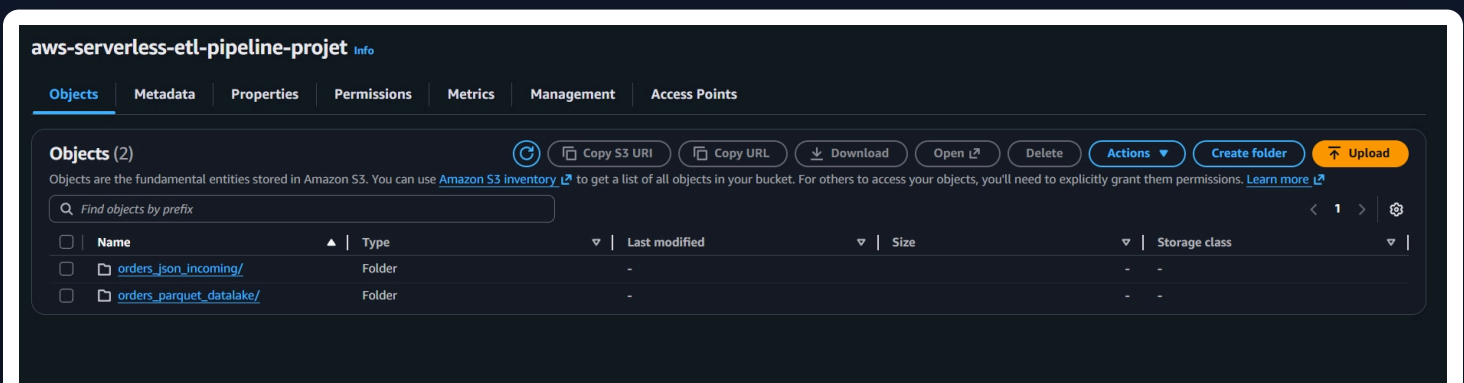 aws-serverless-etl-pipeline-projet Info
Objects Metadata Properties Permissions Metrics Management Access Points
Objects (2) Copy S3 URI Copy URL Download Open Delete Actions Create folder Upload
Objects are the fundamental entities stored in Amazon S3. You can use Amazon S3 inventory to get a list of all objects in your bucket. For others to access your objects, you'll need to explicitly grant them permissions. Learn more
Find objects by prefix 1
Name Type Last modified Size Storage class
orders_json_incoming/ Folder - - -
orders_parquet_datalake/ Folder - - -